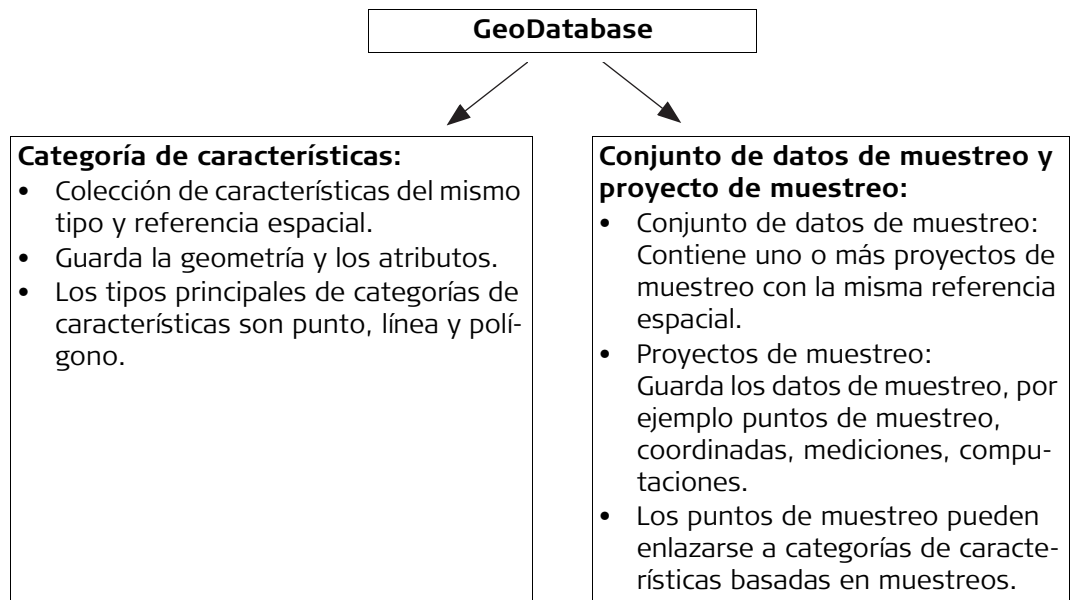 GeoDatabase
Categoría de características:
• Colección de características del mismo
tipo y referencia espacial.
• Guarda la geometría y los atributos.
• Los tipos principales de categorías de
características son punto, línea y polí-
gono.
Conjunto de datos de muestreo y
proyecto de muestreo:
• Conjunto de datos de muestreo:
Contiene uno o más proyectos de
muestreo con la misma referencia
espacial.
• Proyectos de muestreo:
Guarda los datos de muestreo, por
ejemplo puntos de muestreo,
coordinadas, mediciones, compu-
taciones.
• Los puntos de muestreo pueden
enlazarse a categorías de caracte-
rísticas basadas en muestreos.